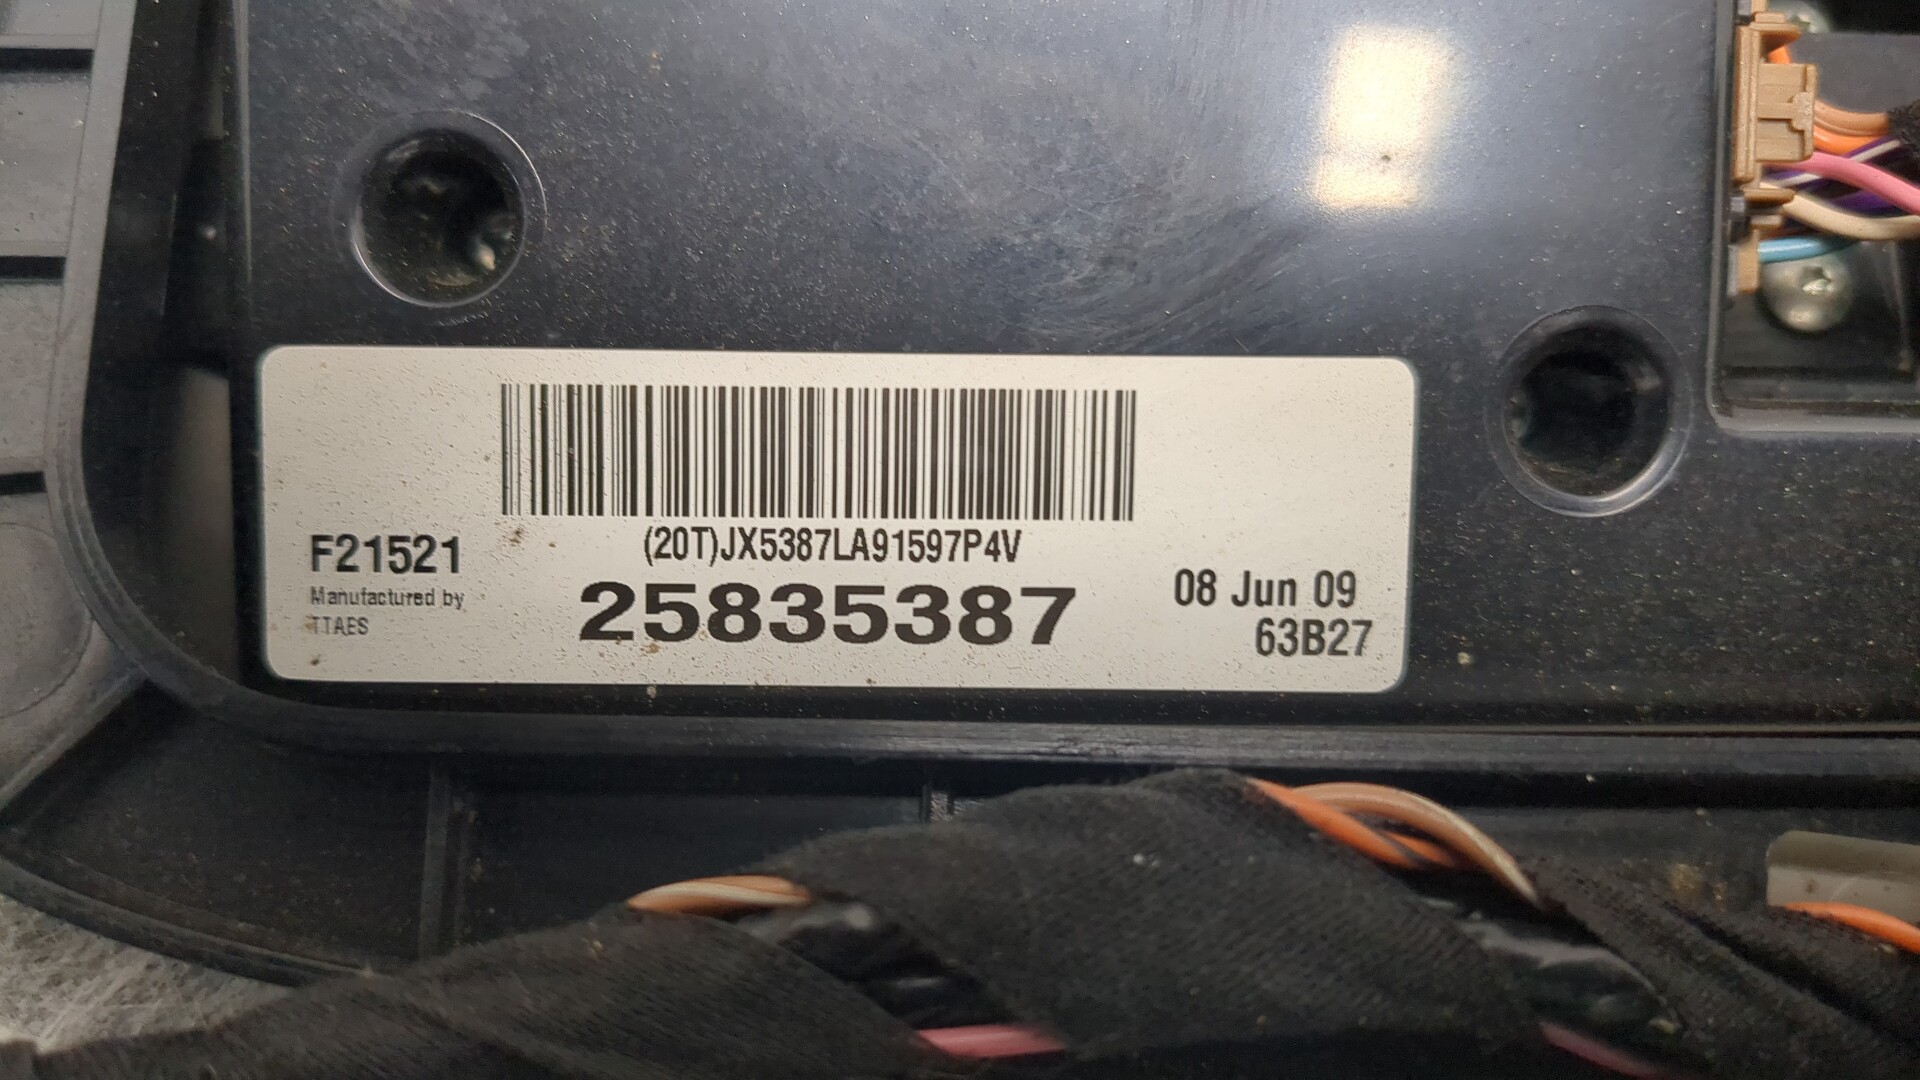 (20T)JX5387LA91597P4V
F21521
Manufactured by
TTAES
25835387
08 Jun 09
63B27